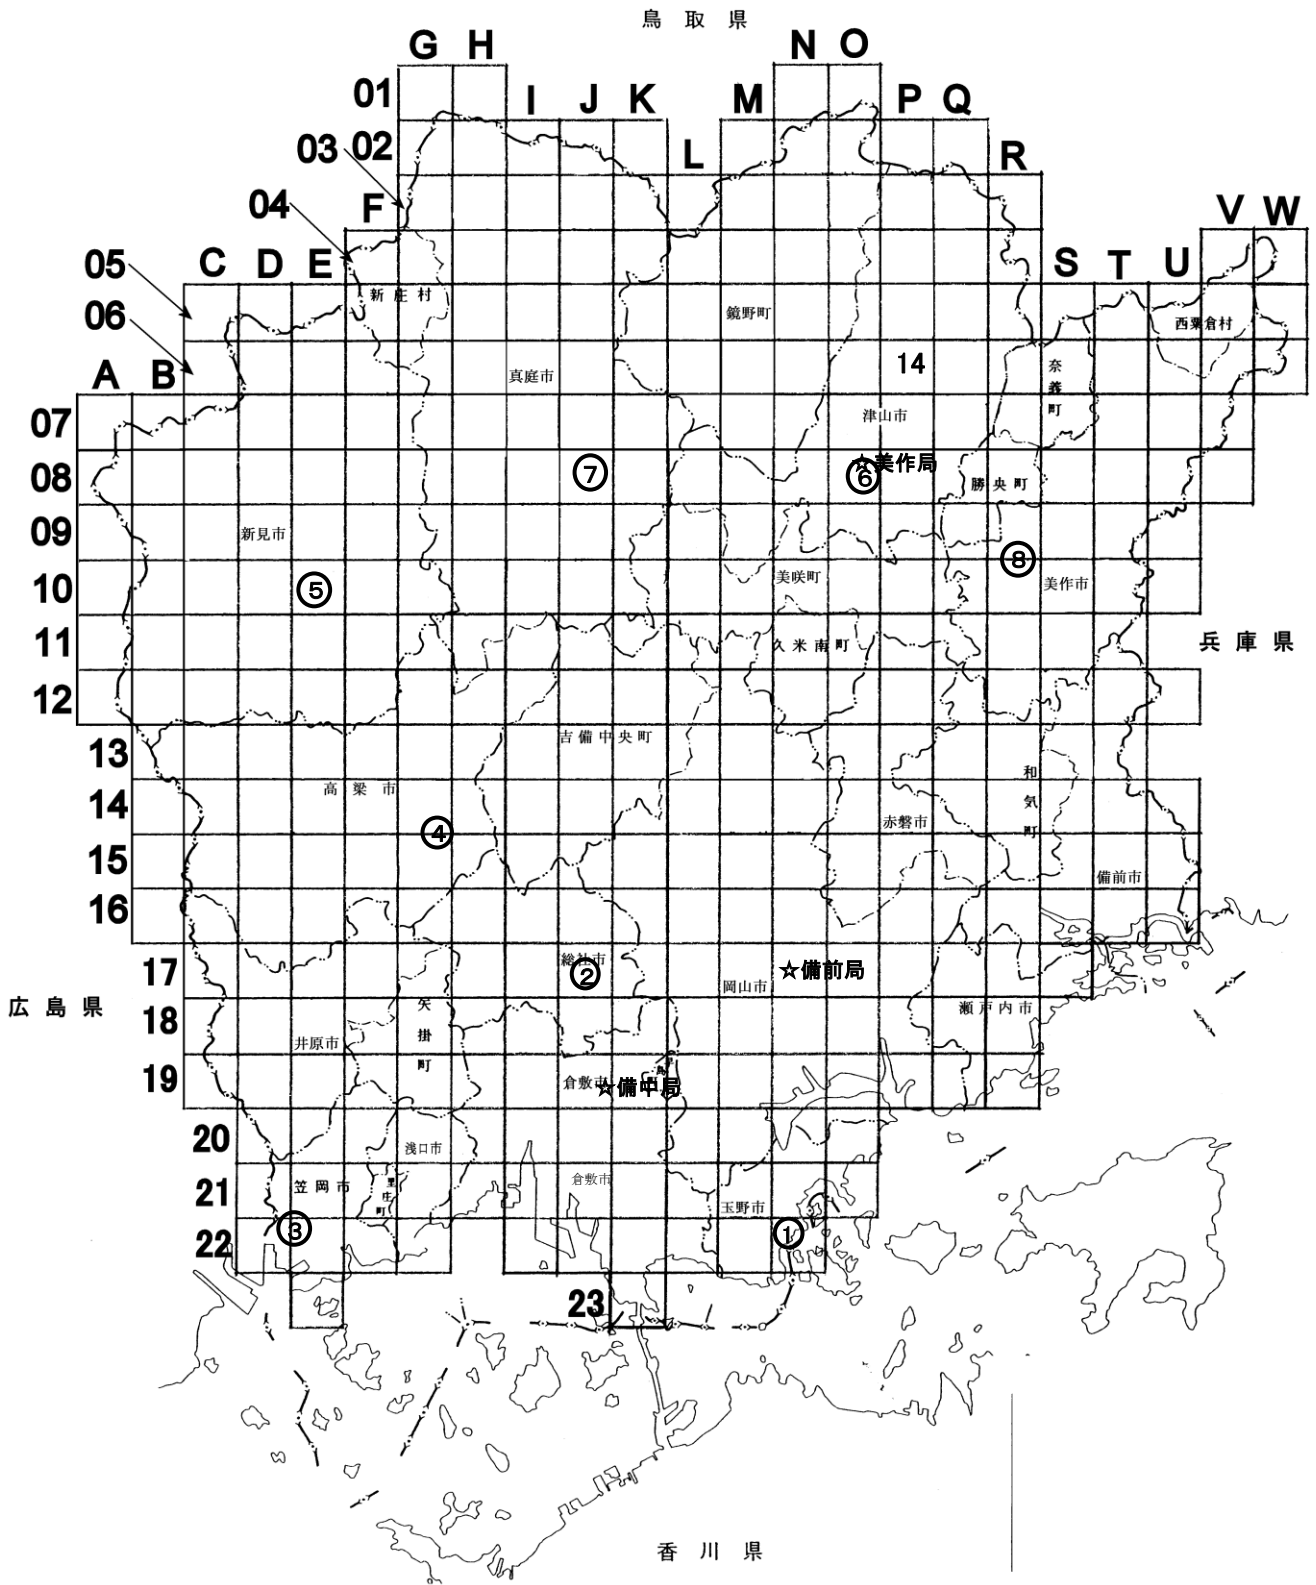 鳥取県
G H N O
01 I J K M P Q
03 02 L R
04 F V W
05 C D E S T U
新庄村
06 鏡野町 西粟倉村
A B 真庭市 14 奈義町
07 津山市
08 ⑦ ⑥ ☆美作局 勝央町
09 新見市
10 ⑤ 美咲町 ⑧ 美作市
11 久米南町 兵庫県
12
13 吉備中央町 和気町
14 高梁市
④ 赤磐市
15 備前市
16
17 総社市 ② 岡山市 ☆備前局
広島県
18 矢掛町 瀬戸内市
井原市
19 倉敷市 ☆備中局 早島
20 浅口市
21 笠岡市 里庄町 倉敷市 玉野市
22 ③ ①
23
香川県